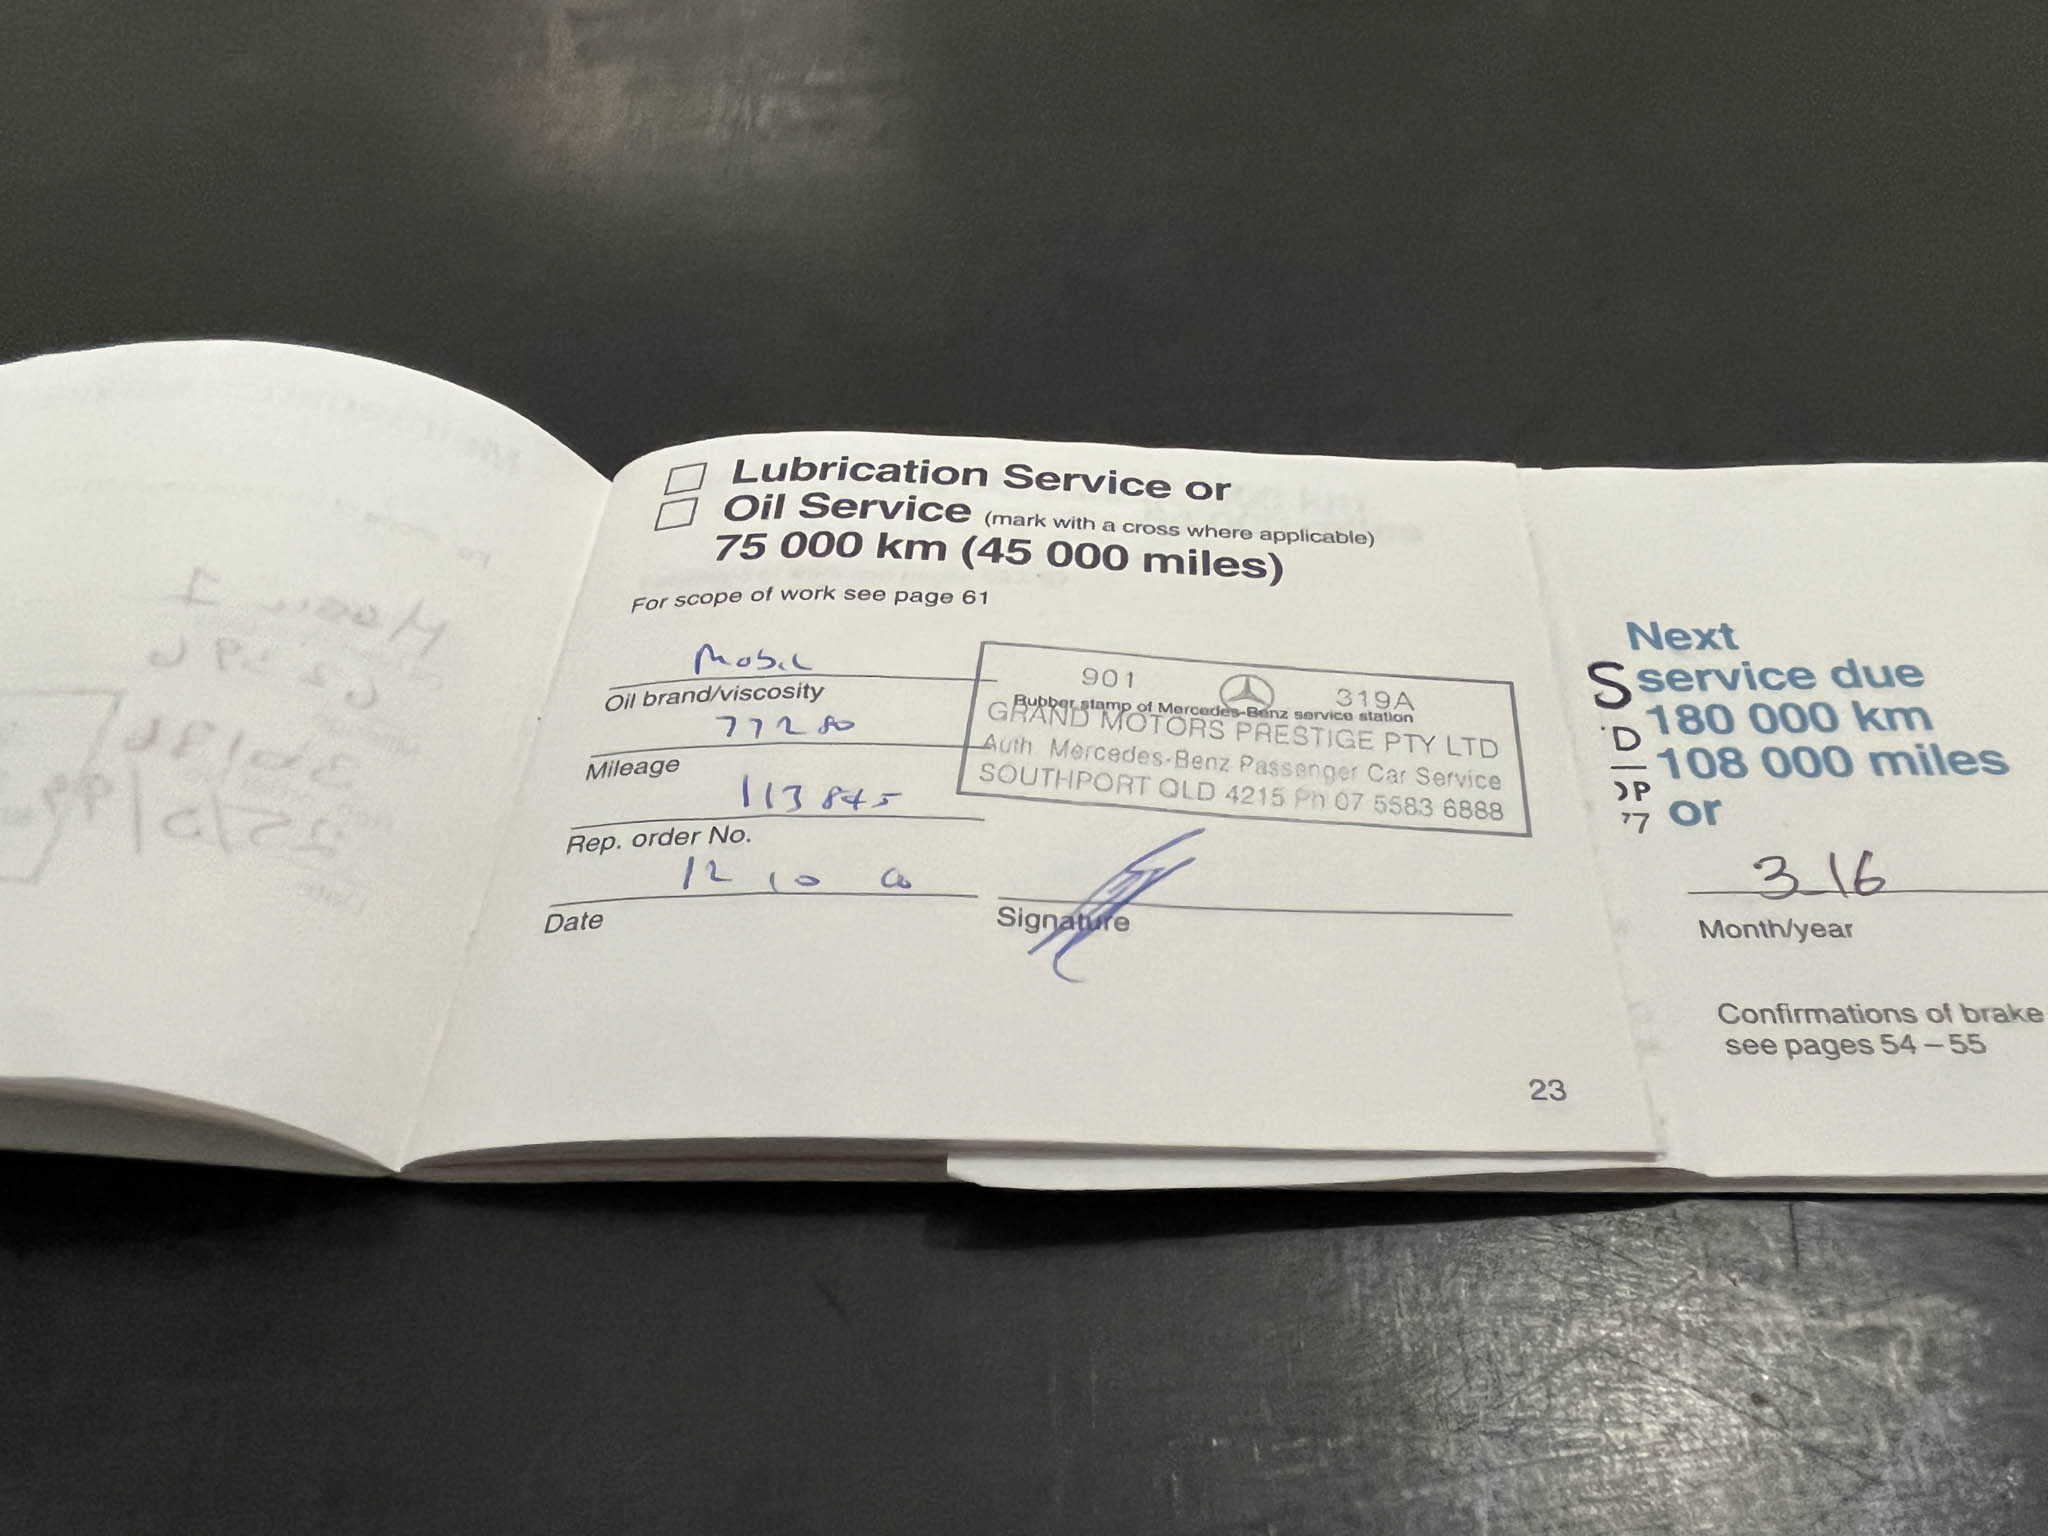 Lubrication Service or
Oil Service (mark with a cross where applicable)
75 000 km (45 000 miles)
For scope of work see page 61
Mobil
Oil brand/viscosity
77280
Mileage
113845
Rep. order No.
12 10 00
Date
901 319A
Rubber stamp of Mercedes-Benz service station
GRAND MOTORS PRESTIGE PTY LTD
Auth. Mercedes-Benz Passenger Car Service
SOUTHPORT QLD 4215 Ph 07 5583 6888
Signature
23
Next
service due
180 000 km
108 000 miles
or
3 16
Month/year
Confirmations of brake
see pages 54 – 55
S
D
P
7